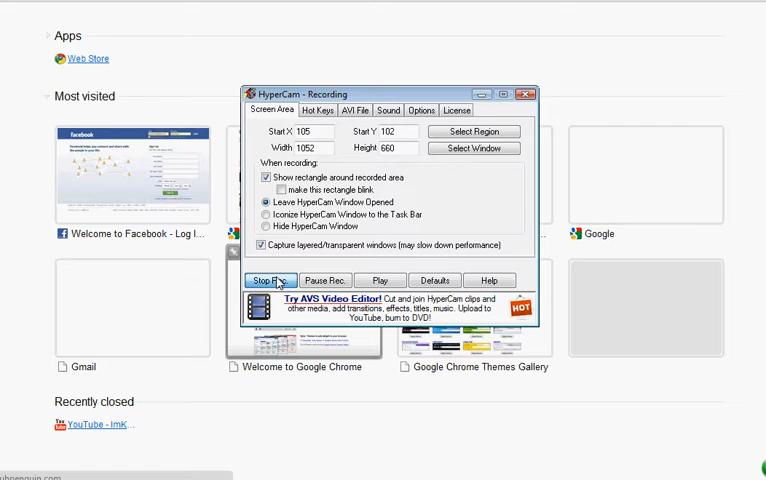 Apps
Web Store
Most visited
HyperCam - Recording
Screen Area Hot Keys AVI File Sound Options License
Start X 105 Start Y 102 Select Region
Width 1052 Height 660 Select Window
When recording:
Show rectangle around recorded area
make this rectangle blink
Leave HyperCam Window Opened
Iconize HyperCam Window to the Task Bar
Hide HyperCam Window
Capture layered/transparent windows (may slow down performance)
Stop Rec. Pause Rec. Play Defaults Help
Try AVS Video Editor! Cut and join HyperCam clips and
other media, add transitions, effects, titles, music. Upload to
YouTube, burn to DVD!
HOT
facebook
Welcome to Facebook - Log I...
Google
Gmail
Welcome to Google Chrome
Google Chrome Themes Gallery
Recently closed
YouTube - ImK...